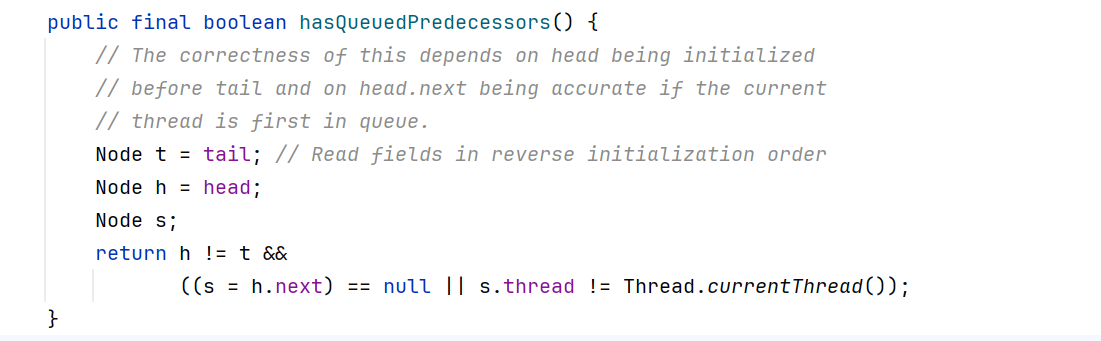 public final boolean hasQueuedPredecessors() {
// The correctness of this depends on head being initialized
// before tail and on head.next being accurate if the current
// thread is first in queue.
Node t = tail; // Read fields in reverse initialization order
Node h = head;
Node s;
return h != t &&
((s = h.next) == null || s.thread != Thread.currentThread());
}